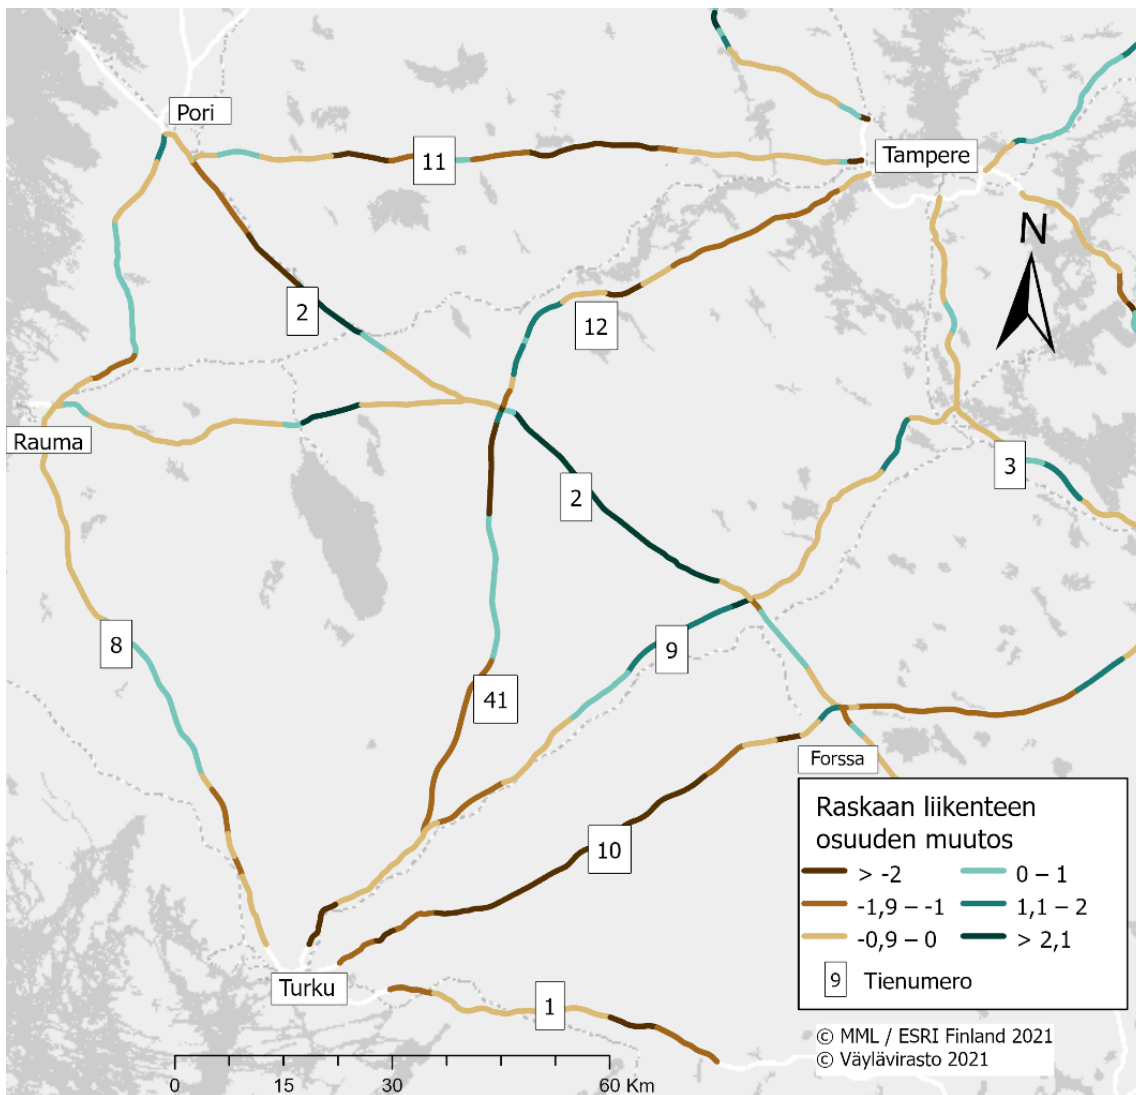 Pori
11
Tampere
N
2
12
Rauma
3
2
8
9
41
Forssa
10
Turku
1
Raskaan liikenteen
osuuden muutos
> -2
0 – 1
-1,9 – -1
1,1 – 2
-0,9 – 0
> 2,1
9 Tienumero
© MML / ESRI Finland 2021
© Väylävirasto 2021
0 15 30 60 Km